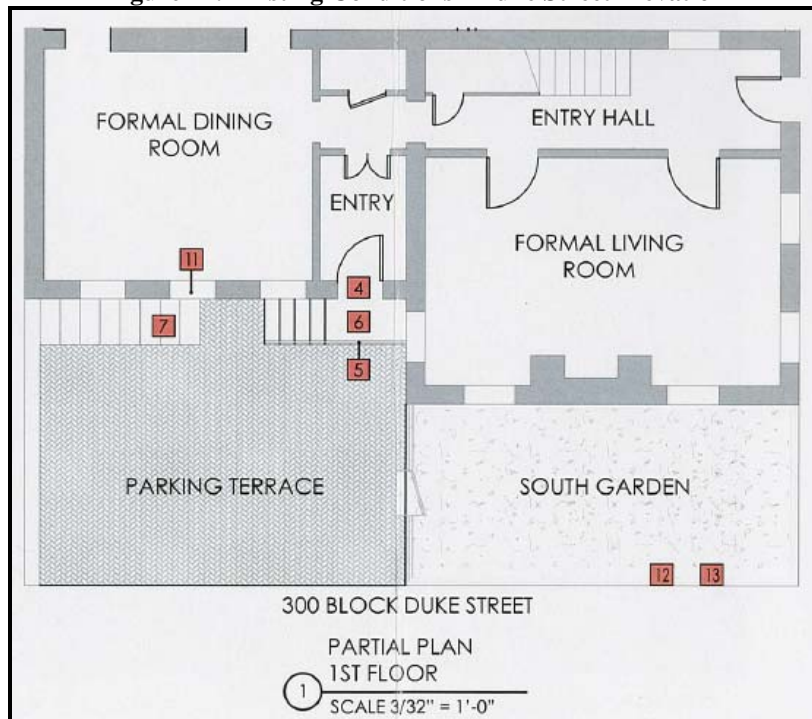 FORMAL DINING
ROOM
ENTRY HALL
ENTRY
FORMAL LIVING
ROOM
11
4
7
6
5
PARKING TERRACE
SOUTH GARDEN
12
13
300 BLOCK DUKE STREET
PARTIAL PLAN
1ST FLOOR
1
SCALE 3/32" = 1'-0"